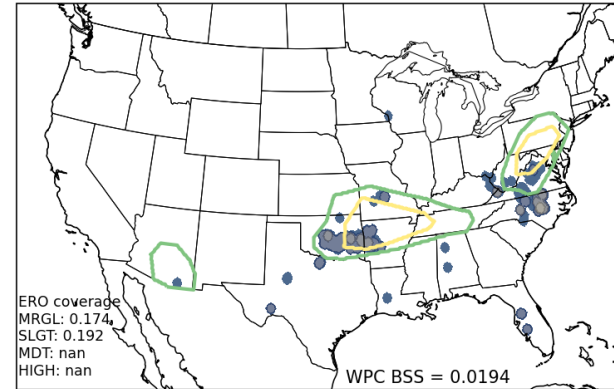 ERO coverage
MRGL: 0.174
SLGT: 0.192
MDT: nan
HIGH: nan
WPC BSS = 0.0194